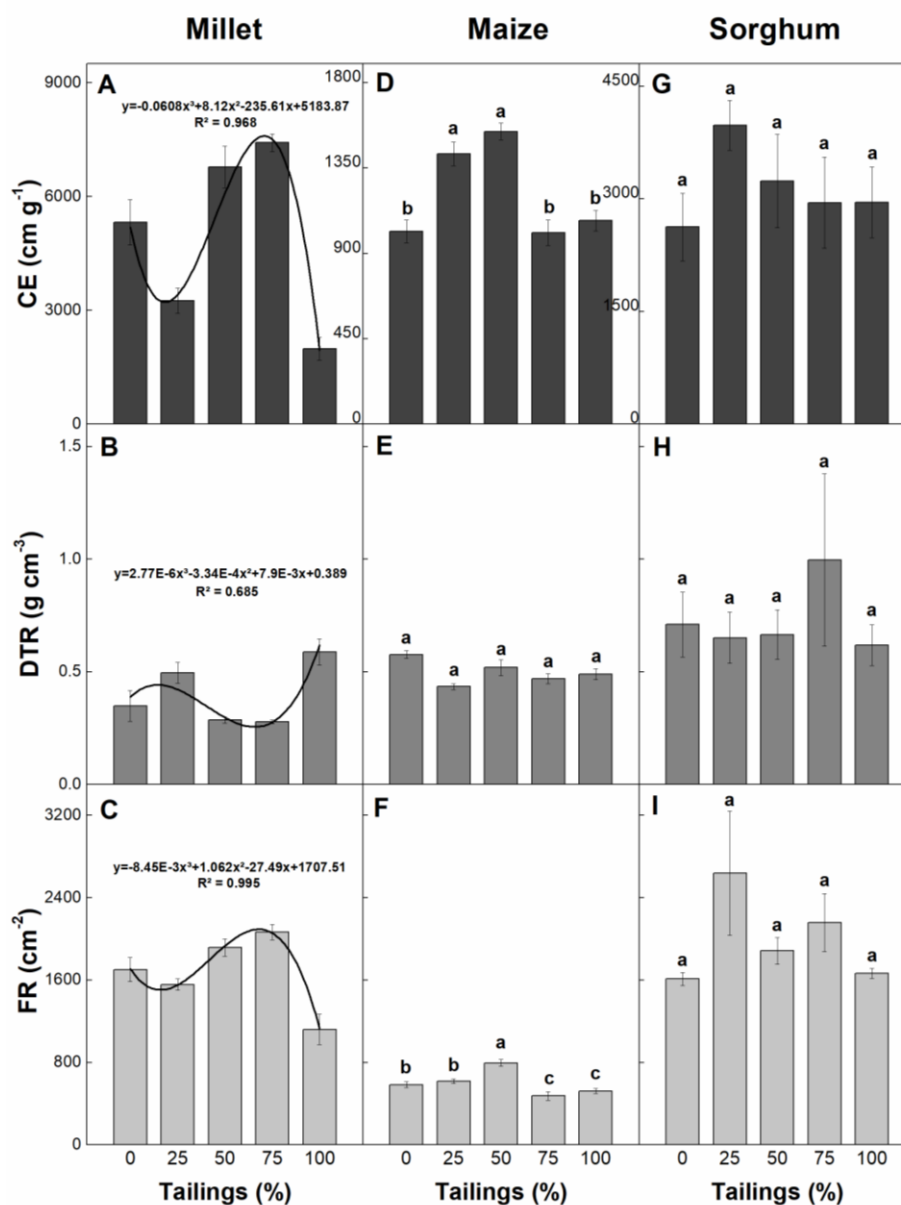 Millet
Maize
Sorghum
A
y=-0.0608x³+8.12x²-235.61x+5183.87
R² = 0.968
CE (cm g⁻¹)
9000
6000
3000
0
D
1800
1350
900
450
0
b
a
a
b
b
G
4500
3000
1500
0
a
a
a
a
a
B
y=2.77E-6x³-3.34E-4x²+7.9E-3x+0.389
R² = 0.685
DTR (g cm⁻³)
1.5
1.0
0.5
0.0
E
a
a
a
a
a
H
a
a
a
a
a
C
y=-8.45E-3x³+1.062x²-27.49x+1707.51
R² = 0.995
FR (cm⁻²)
3200
2400
1600
800
0
F
b
b
a
c
c
I
a
a
a
a
a
0 25 50 75 100
Tailings (%)
0 25 50 75 100
Tailings (%)
0 25 50 75 100
Tailings (%)